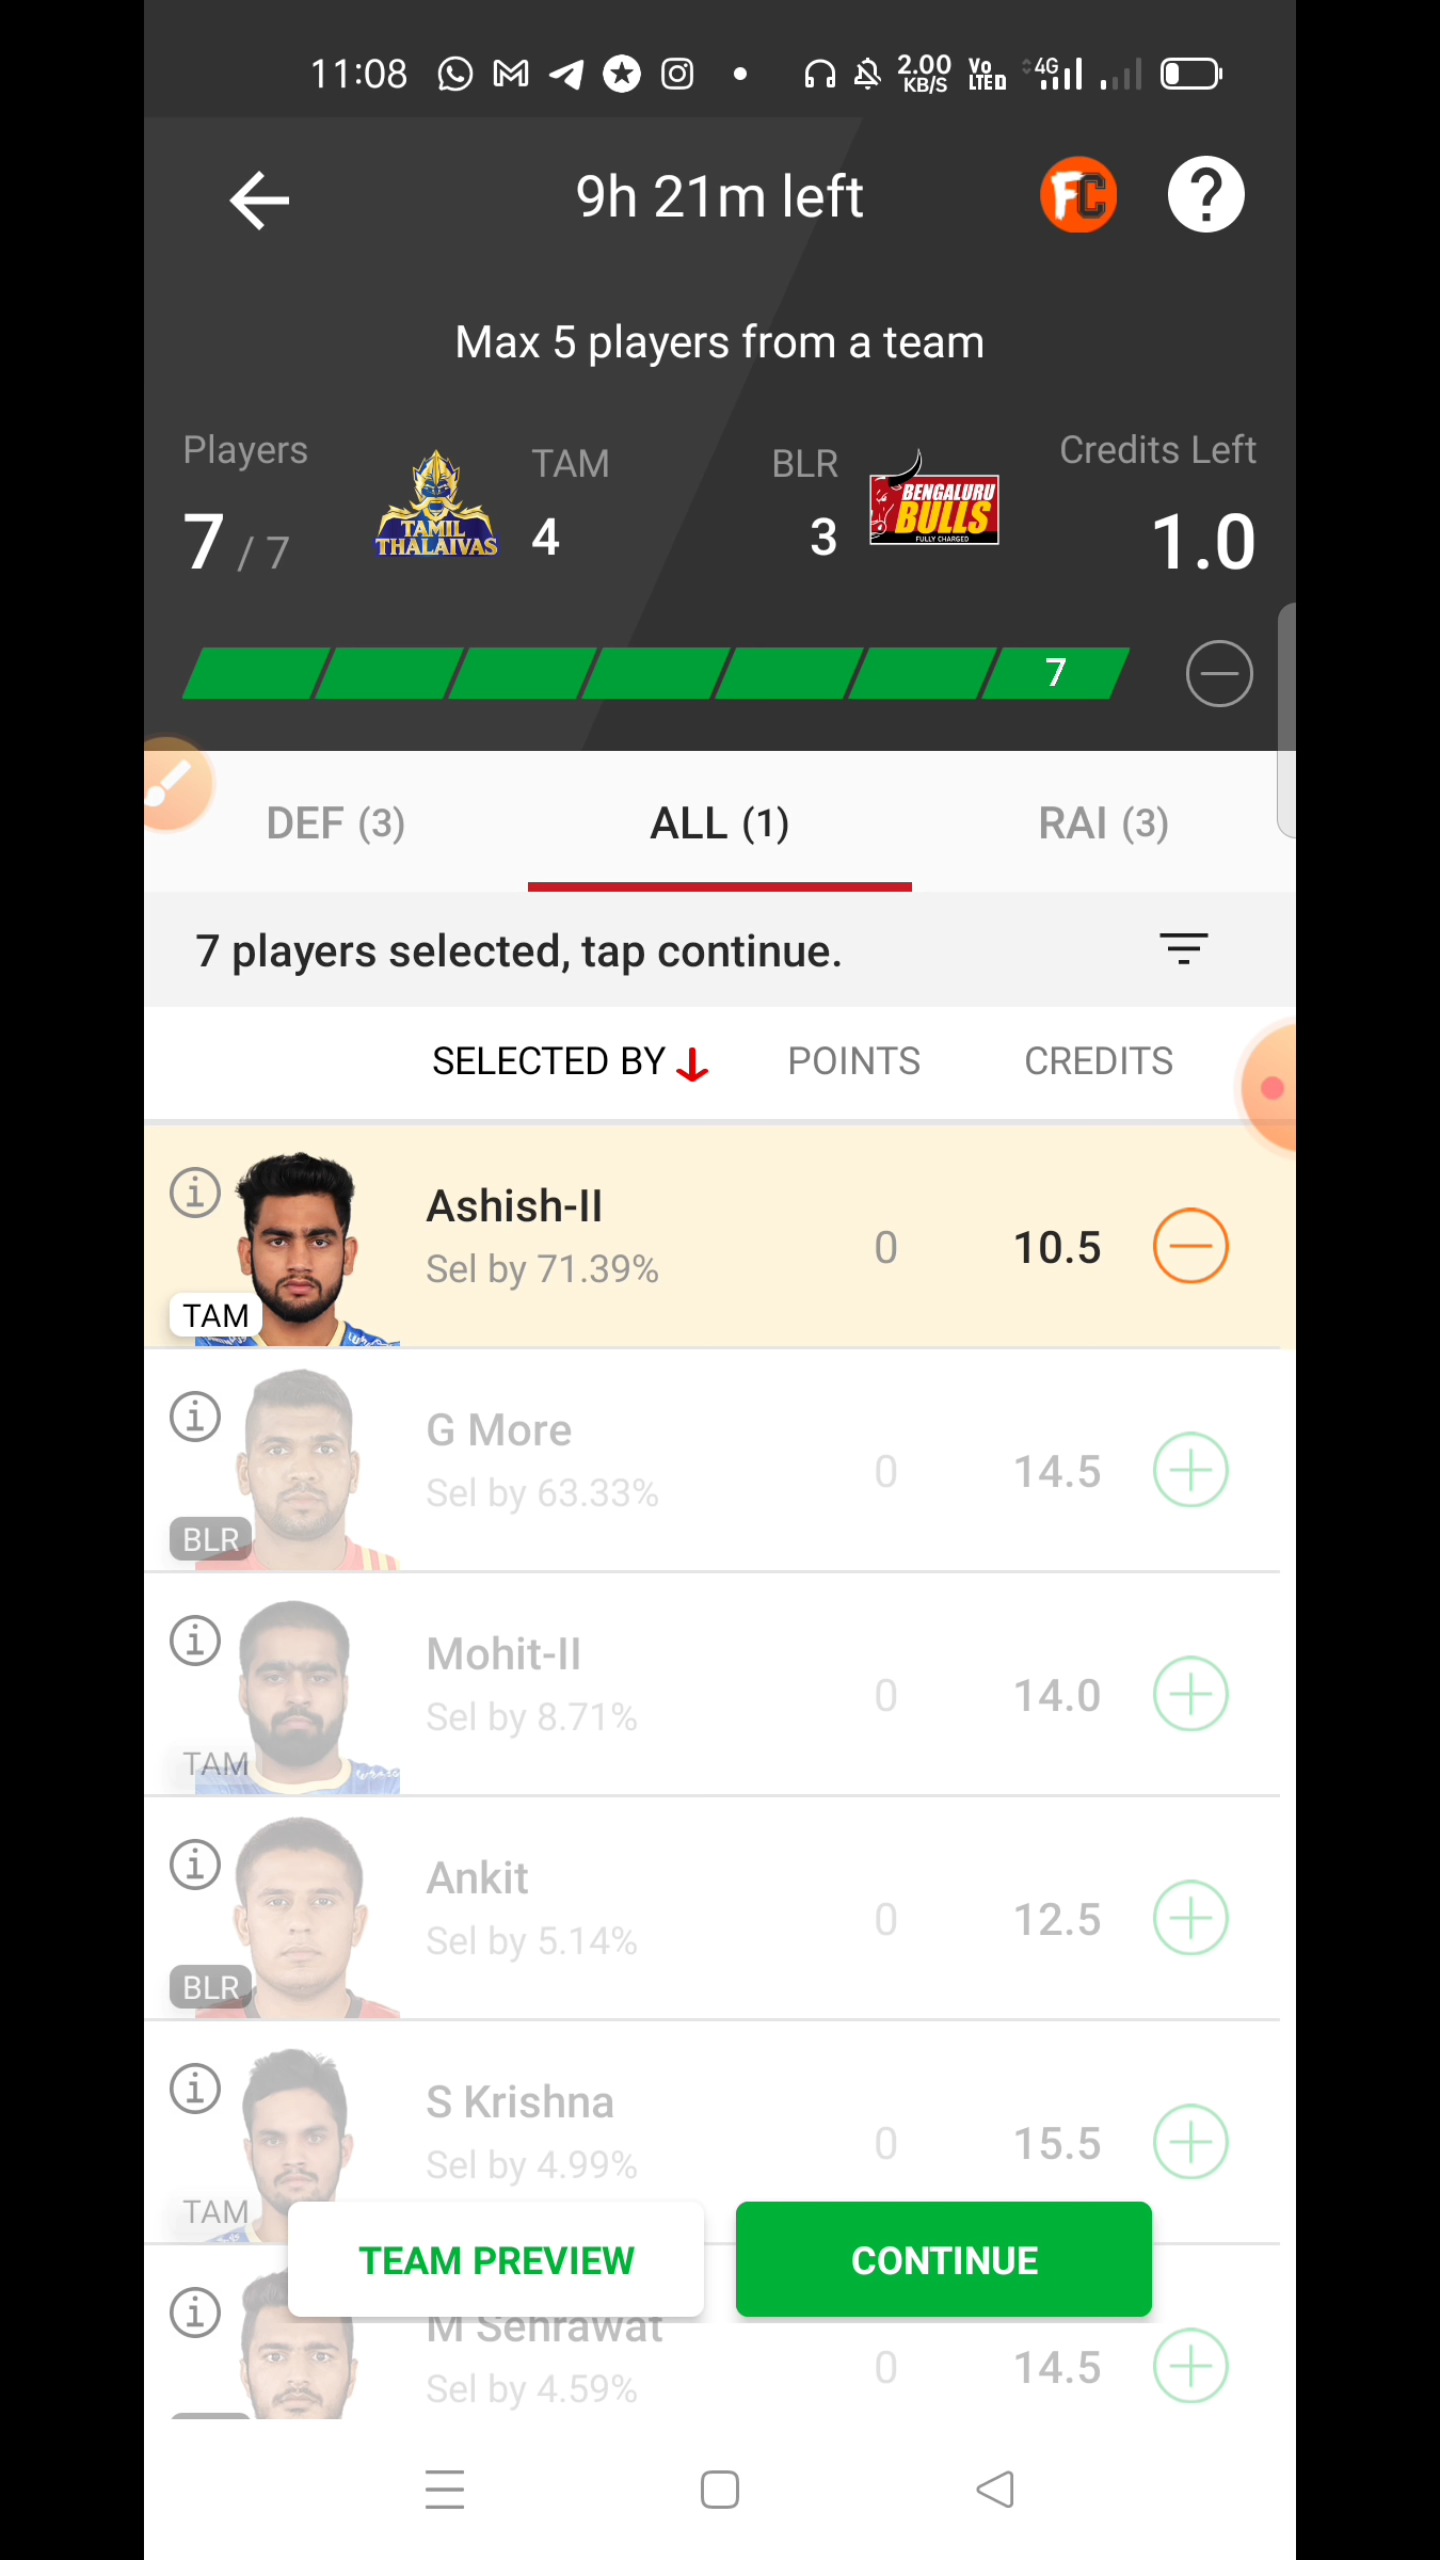 11:08 2.00 KB/S Vo LTED 4G
9h 21m left FC ?
Max 5 players from a team
Players TAM BLR Credits Left
7 / 7 TAMIL THALAIVAS 4 3 BENGALURU BULLS FULLY CHARGED 1.0
7
DEF (3) ALL (1) RAI (3)
7 players selected, tap continue.
SELECTED BY POINTS CREDITS
Ashish-II
Sel by 71.39% 0 10.5
TAM
G More
Sel by 63.33% 0 14.5
BLR
Mohit-II
Sel by 8.71% 0 14.0
TAM
Ankit
Sel by 5.14% 0 12.5
BLR
S Krishna
Sel by 4.99% 0 15.5
TAM
TEAM PREVIEW CONTINUE
M Sehrawat
Sel by 4.59% 0 14.5